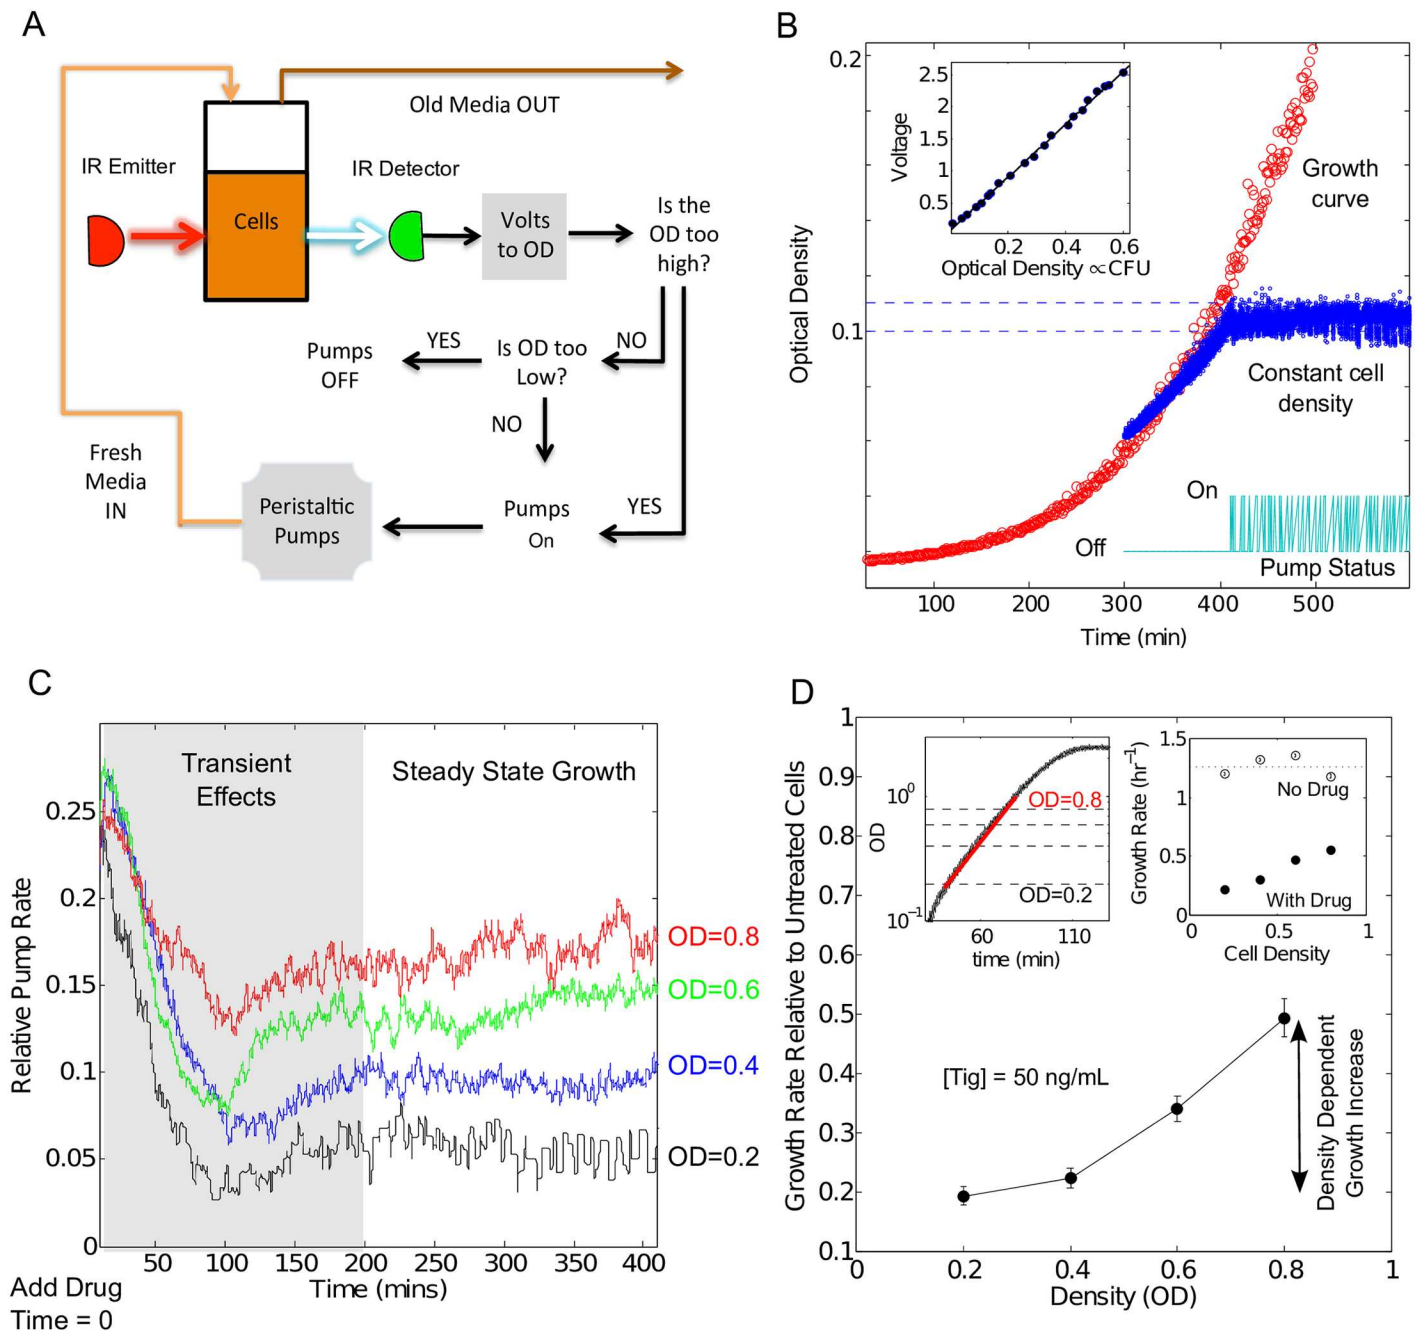 A
Old Media OUT
IR Emitter
IR Detector
Cells
Volts
to OD
Is the
OD too
high?
Pumps
OFF
YES
Is OD too
Low?
NO
NO
Fresh
Media
IN
Peristaltic
Pumps
Pumps
On
YES
B
0.2
0.1
Optical Density
2.5
2
1.5
1
0.5
Voltage
0.2
0.4
0.6
Optical Density ∝CFU
Growth
curve
Constant cell
density
On
Off
Pump Status
100
200
300
400
500
Time (min)
C
Transient
Effects
Steady State Growth
0.25
0.2
0.15
0.1
0.05
0
Relative Pump Rate
OD=0.8
OD=0.6
OD=0.4
OD=0.2
50
100
150
200
250
300
350
400
Time (mins)
Add Drug
Time = 0
D
1
0.9
0.8
0.7
0.6
0.5
0.4
0.3
0.2
0.1
Growth Rate Relative to Untreated Cells
10⁰
10⁻¹
OD
OD=0.8
OD=0.2
60
110
time (min)
1.5
1
0.5
0
Growth Rate (hr⁻¹)
No Drug
With Drug
0
0.5
1
Cell Density
[Tig] = 50 ng/mL
Density Dependent
Growth Increase
0
0.2
0.4
0.6
0.8
1
Density (OD)